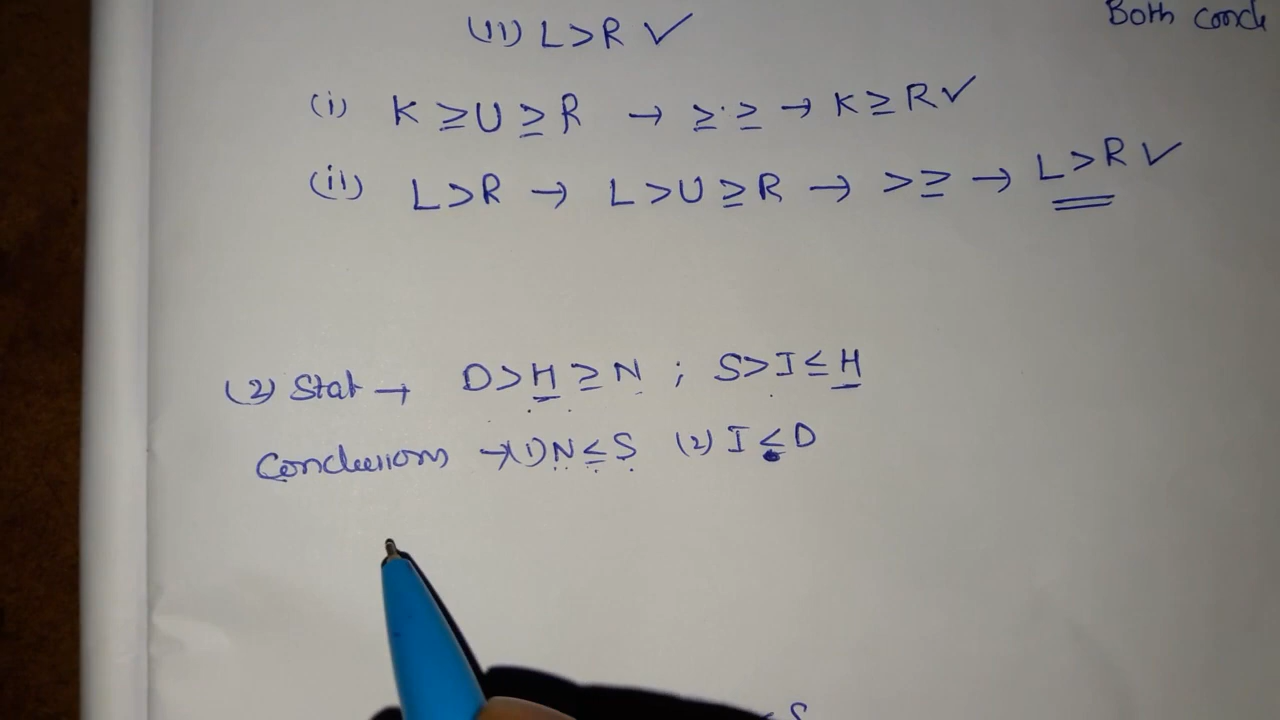 (ii) L>R ✓
Both concl
(i) K ≥U ≥R → ≥ ≥ → K≥R✓
(ii) L>R → L>U≥R → >≥ → L>R ✓
(2) Stat → D>H ≥N ; S>I≤H
Conclusions → 1) N≤S (2) I≤D
S